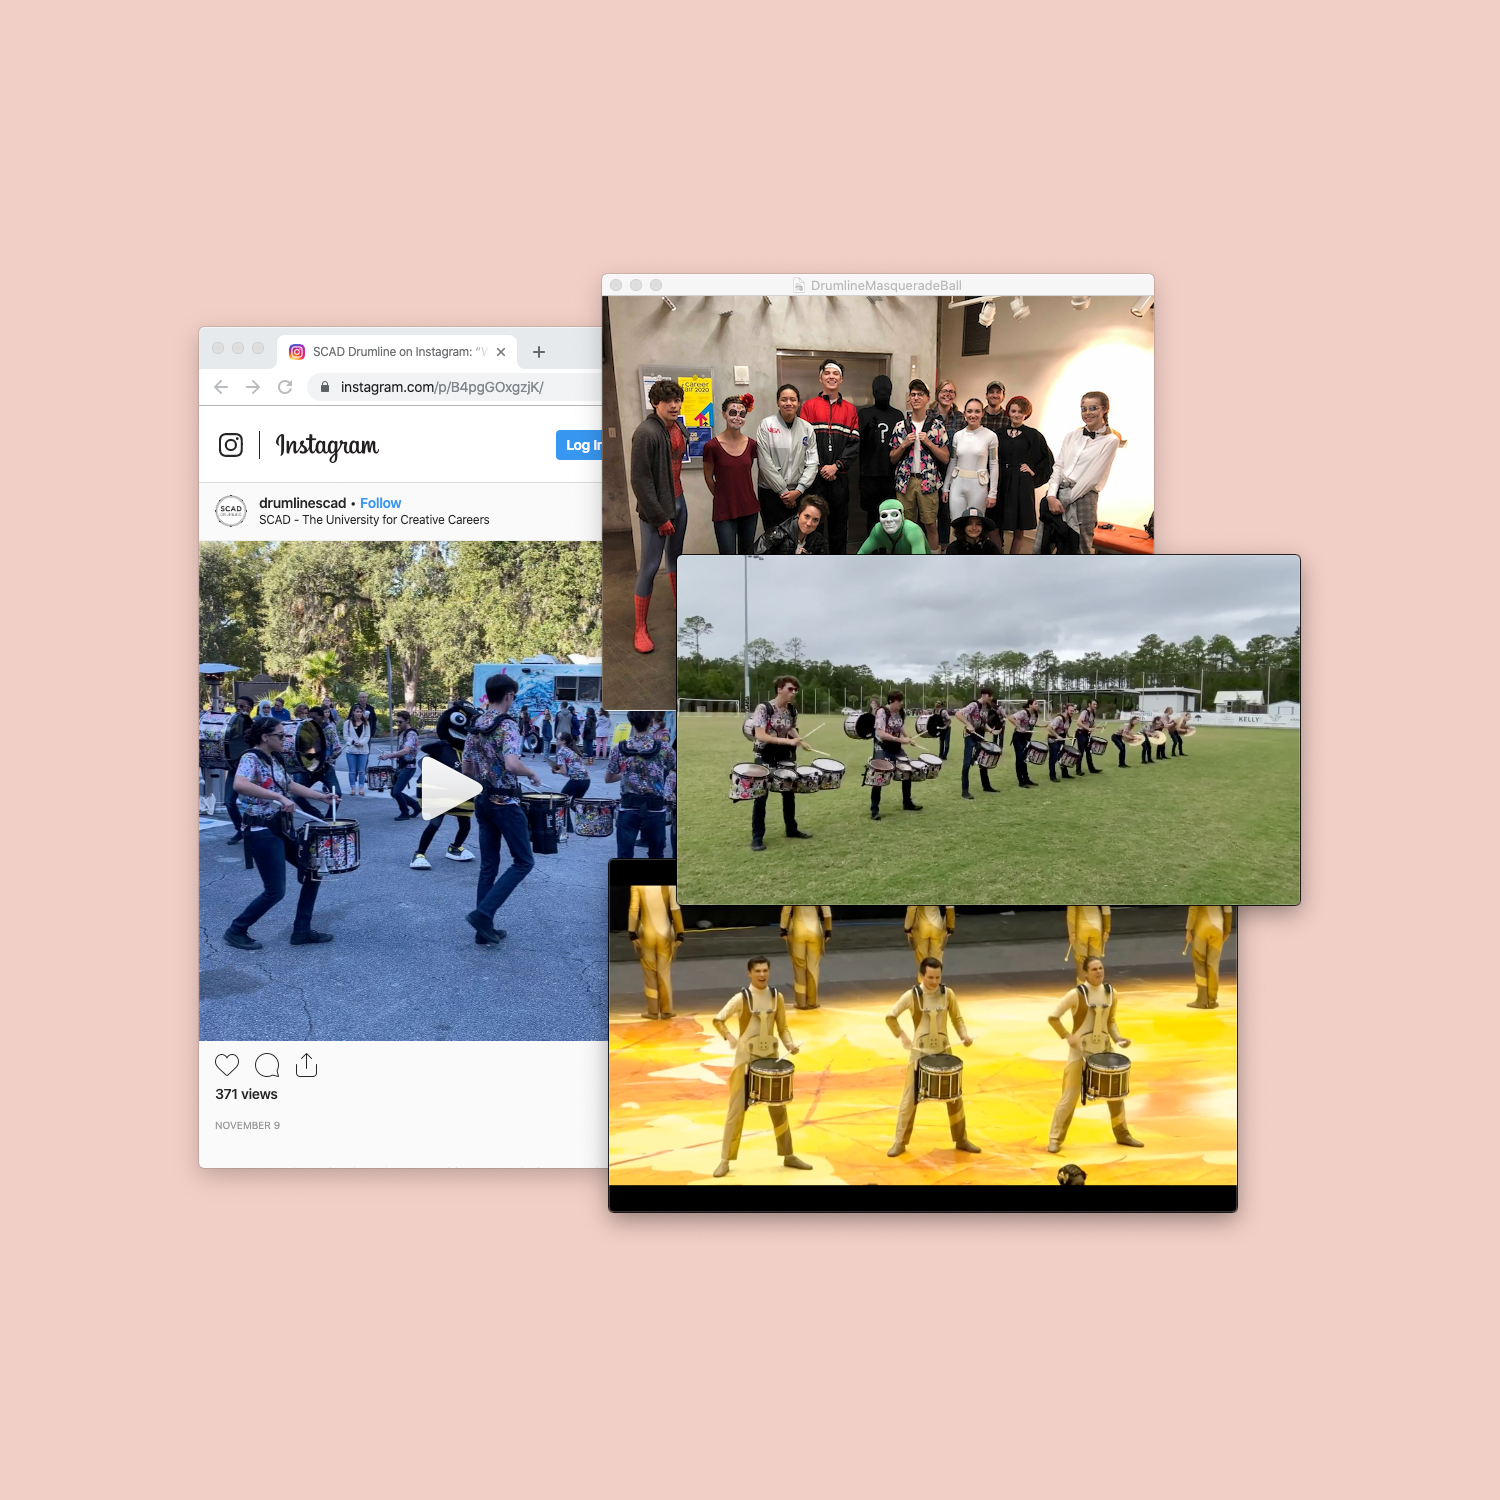 DrumlineMasqueradeBall
SCAD Drumline on Instagram: “W
instagram.com/p/B4pgGOxgzjK/
Instagram
Log In
drumlinescad • Follow
SCAD - The University for Creative Careers
SCAD
371 views
NOVEMBER 9
career
fair 2020
?
KELLY